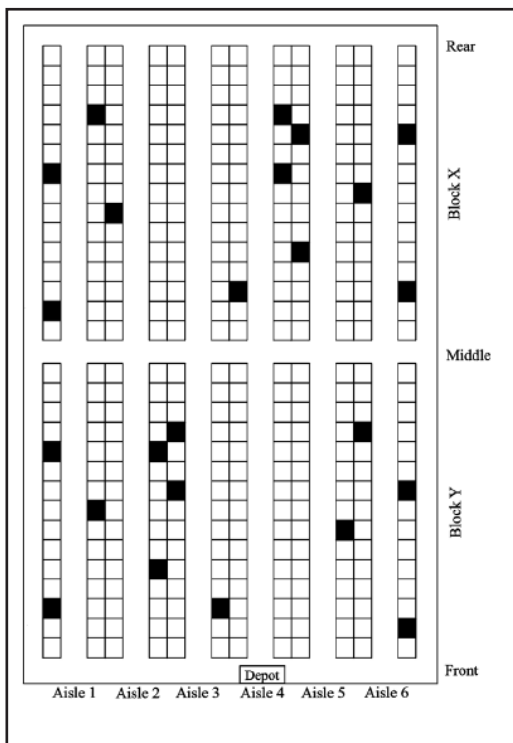 Rear
Block X
Middle
Block Y
Depot
Front
Aisle 1 Aisle 2 Aisle 3 Aisle 4 Aisle 5 Aisle 6